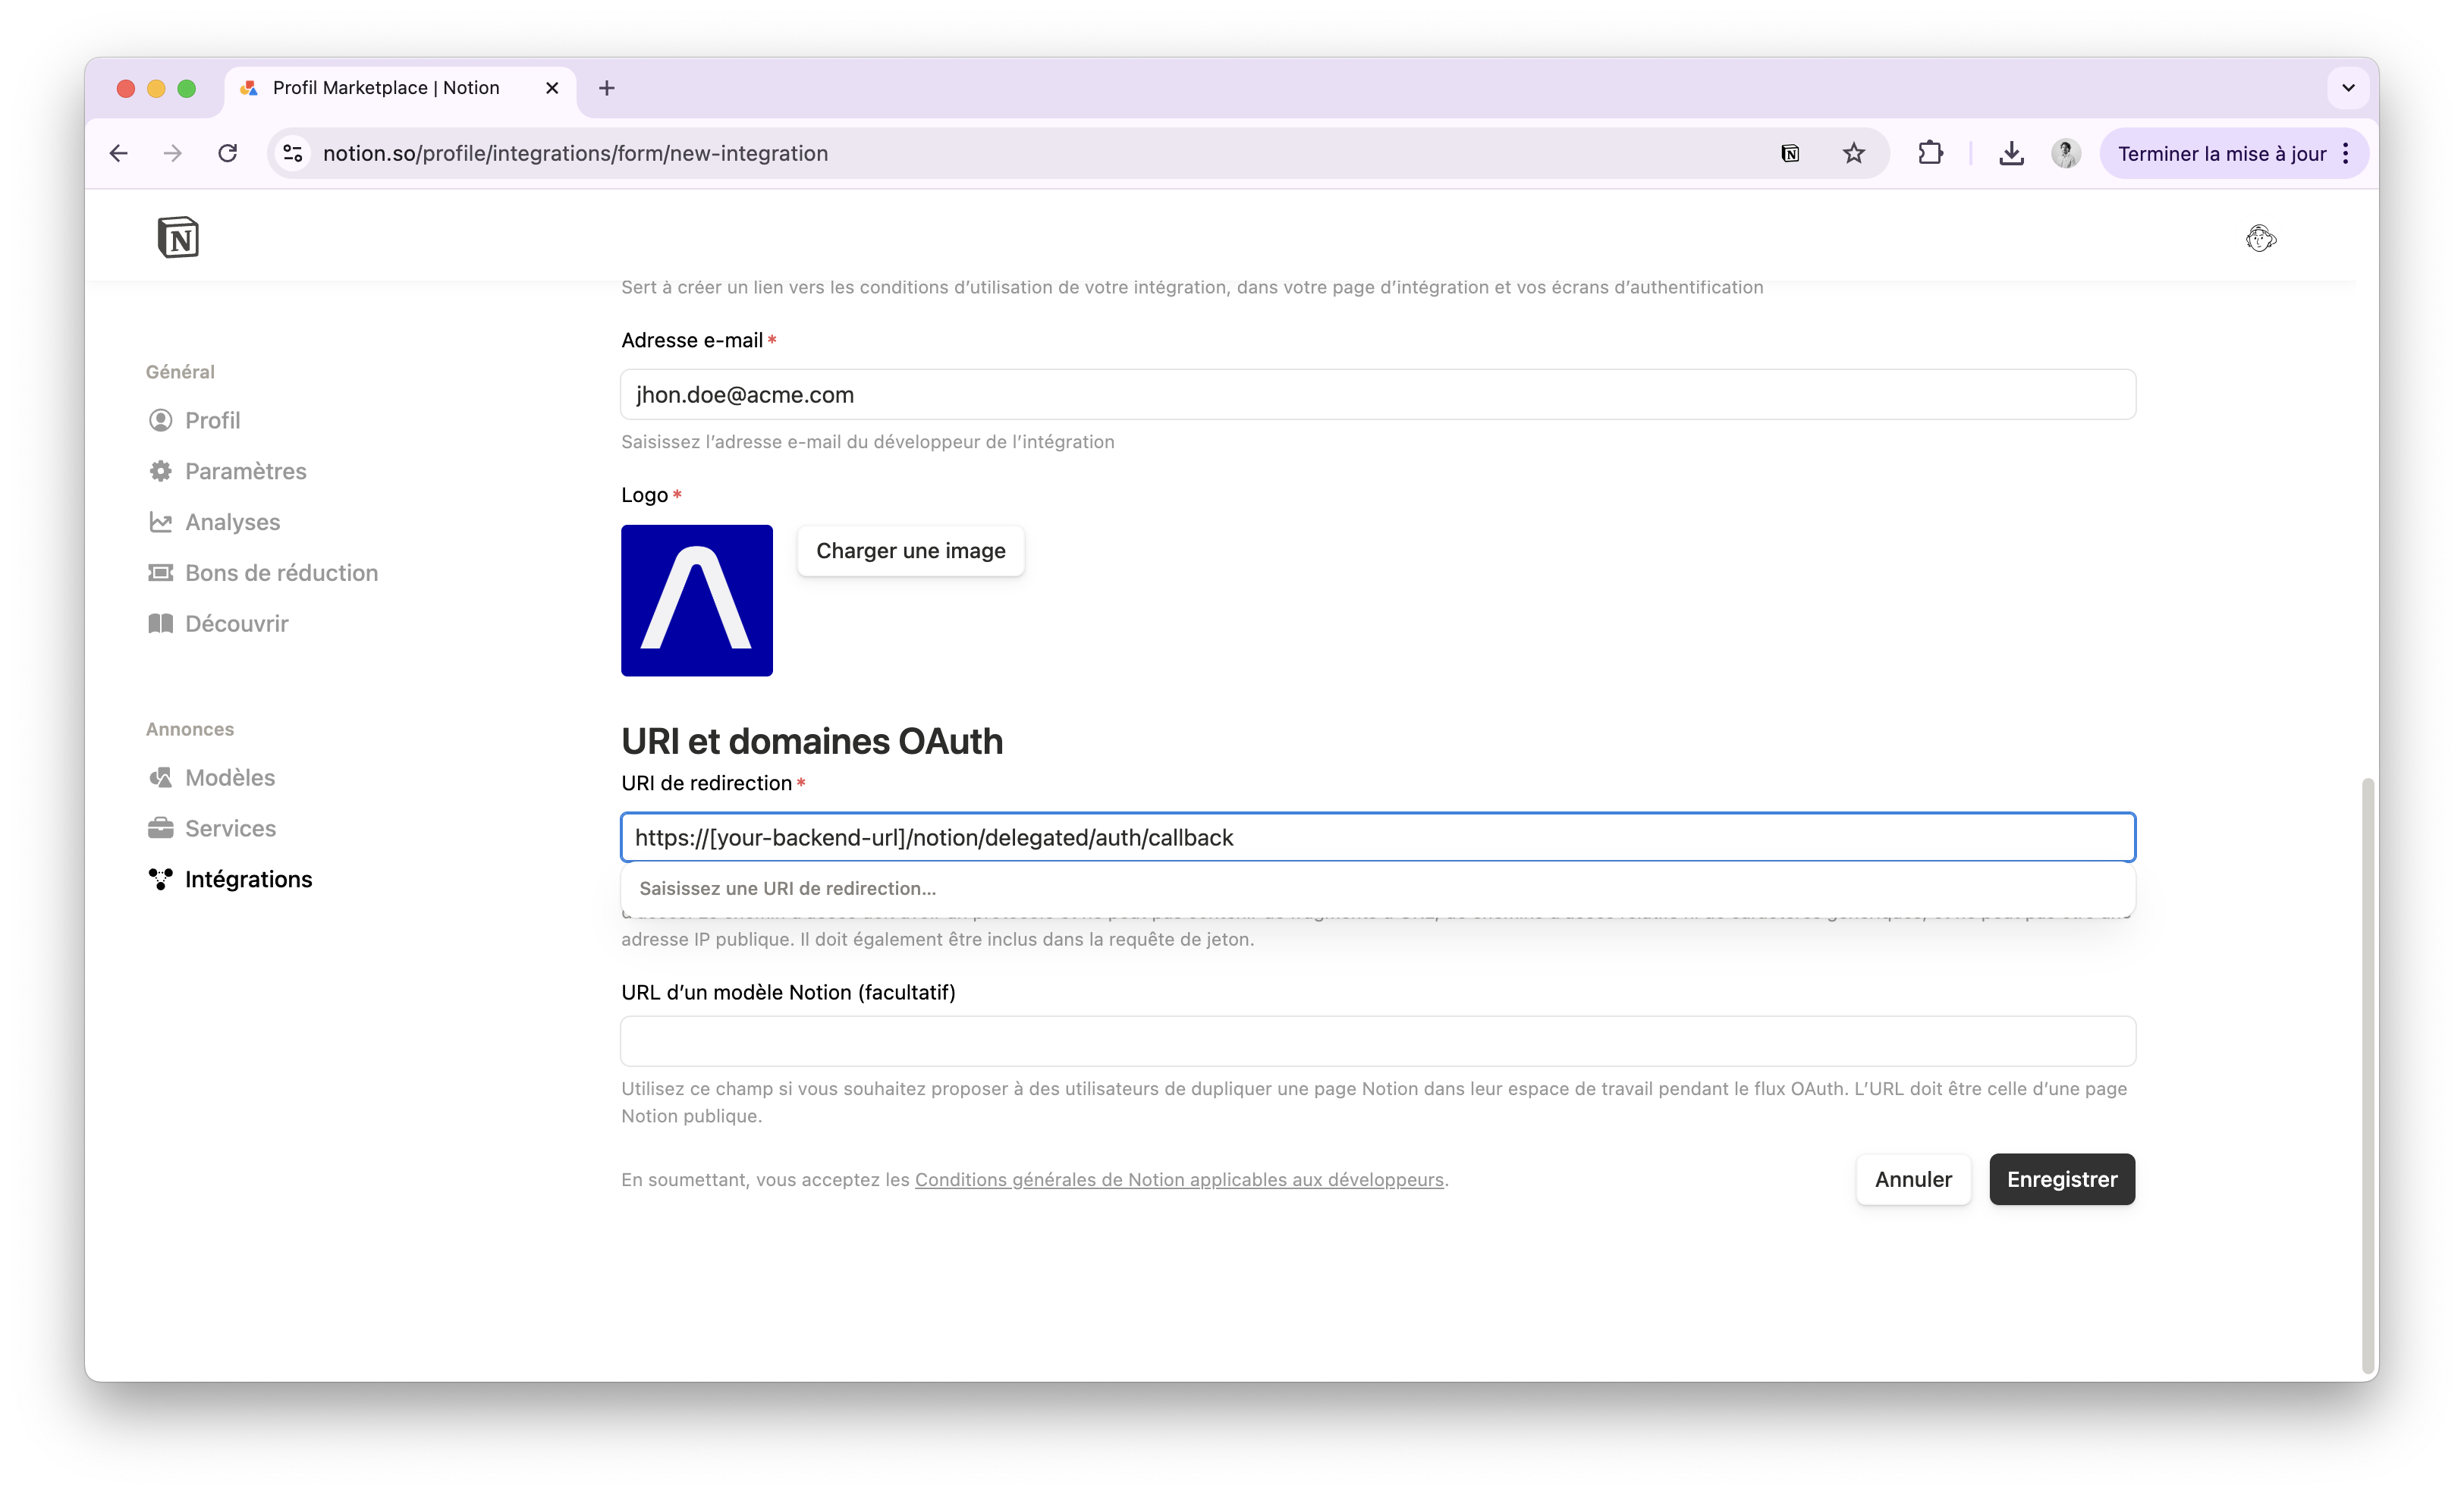 Profil Marketplace | Notion
notion.so/profile/integrations/form/new-integration
Terminer la mise à jour
Sert à créer un lien vers les conditions d’utilisation de votre intégration, dans votre page d’intégration et vos écrans d’authentification
Général
Profil
Paramètres
Analyses
Bons de réduction
Découvrir
Annonces
Modèles
Services
Intégrations
Adresse e-mail*
jhon.doe@acme.com
Saisissez l’adresse e-mail du développeur de l’intégration
Logo*
Charger une image
URI et domaines OAuth
URI de redirection*
https://[your-backend-url]/notion/delegated/auth/callback
Saisissez une URI de redirection...
adresse IP publique. Il doit également être inclus dans la requête de jeton.
URL d’un modèle Notion (facultatif)
Utilisez ce champ si vous souhaitez proposer à des utilisateurs de dupliquer une page Notion dans leur espace de travail pendant le flux OAuth. L’URL doit être celle d’une page
Notion publique.
En soumettant, vous acceptez les Conditions générales de Notion applicables aux développeurs.
Annuler
Enregistrer